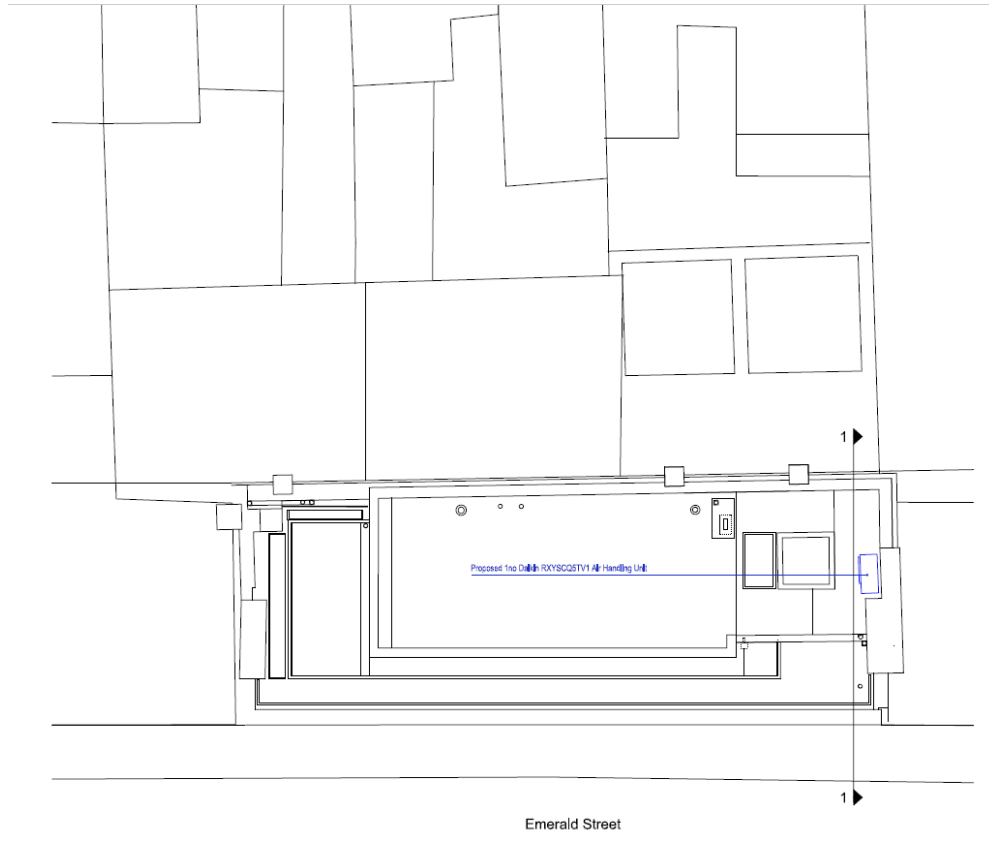 1
Proposed 1no Daikin RXYSCQ5TV1 Air Handling Unit
1
Emerald Street